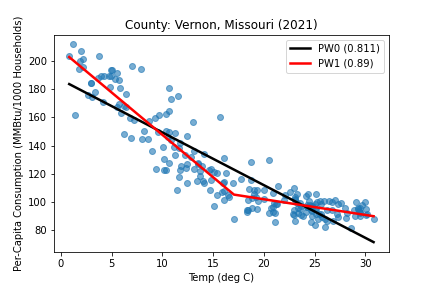 County: Vernon, Missouri (2021)
Per-Capita Consumption (MMBtu/1000 Households)
200
180
160
140
120
100
80
PW0 (0.811)
PW1 (0.89)
0 5 10 15 20 25 30
Temp (deg C)